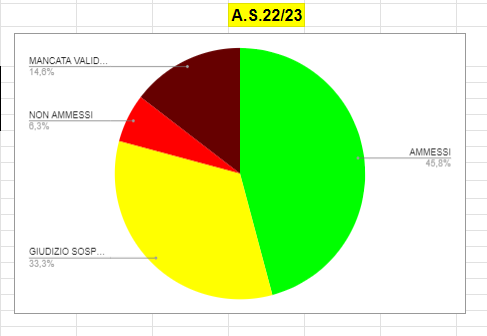 A.S.22/23
MANCATA VALID...
14,6%
NON AMMESSI
6,3%
AMMESSI
45,8%
GIUDIZIO SOSP...
33,3%